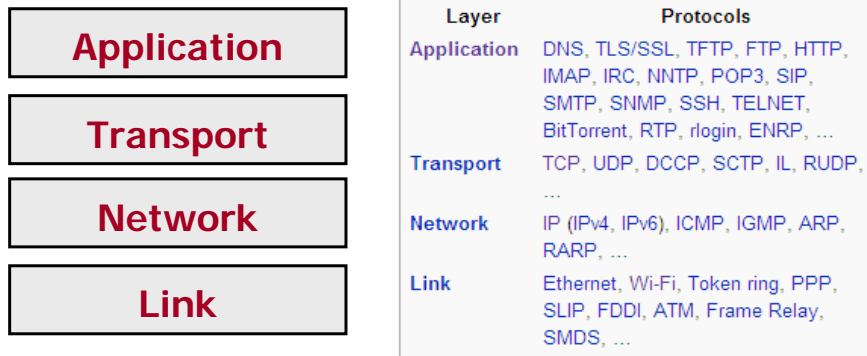 Application
Transport
Network
Link
Layer Protocols
Application DNS, TLS/SSL, TFTP, FTP, HTTP,
IMAP, IRC, NNTP, POP3, SIP,
SMTP, SNMP, SSH, TELNET,
BitTorrent, RTP, rlogin, ENRP, ...
Transport TCP, UDP, DCCP, SCTP, IL, RUDP,
...
Network IP (IPv4, IPv6), ICMP, IGMP, ARP,
RARP, ...
Link Ethernet, Wi-Fi, Token ring, PPP,
SLIP, FDDI, ATM, Frame Relay,
SMDS, ...